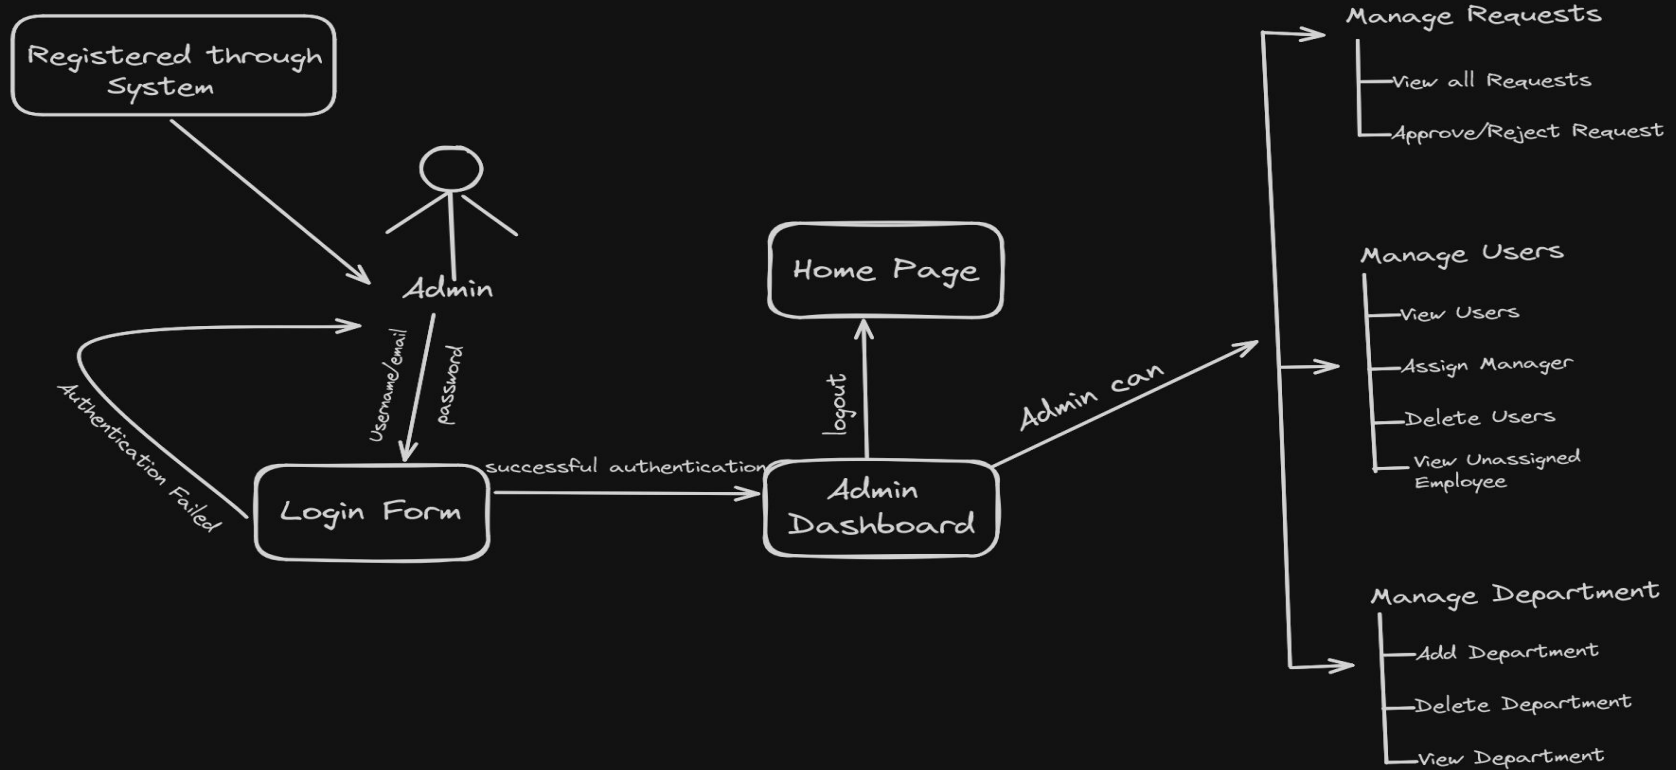 Registered through
System
Admin
Username/email
password
Authentication Failed
Login Form
successful authentication
Admin
Dashboard
logout
Home Page
Admin can
Manage Requests
View all Requests
Approve/Reject Request
Manage Users
View Users
Assign Manager
Delete Users
View Unassigned
Employee
Manage Department
Add Department
Delete Department
View Department